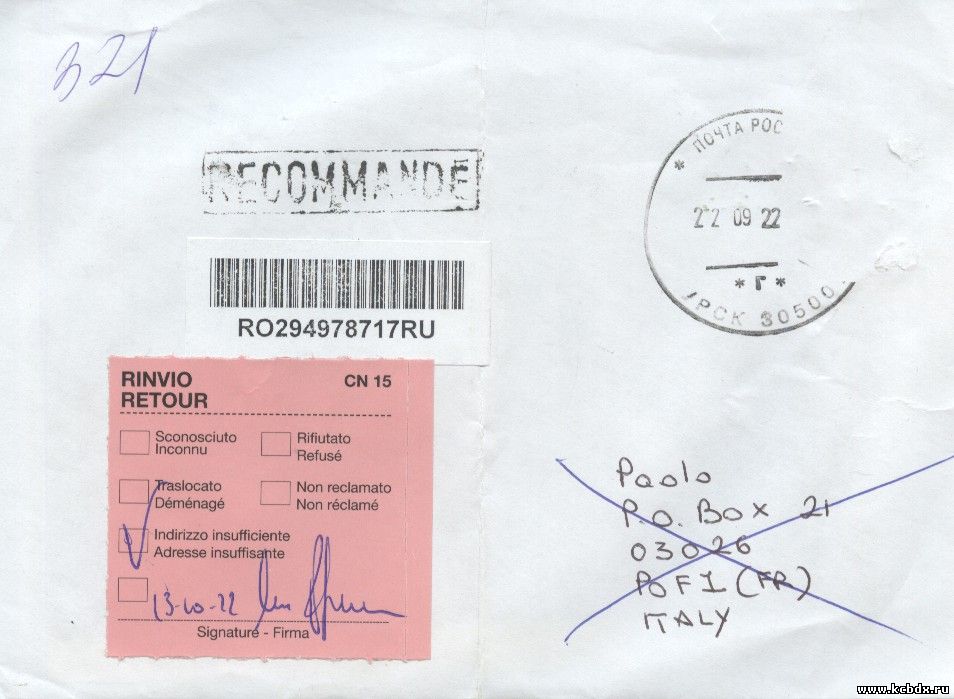 321
RECOMMANDE
ПОЧТА РОС
22 09 22
* Г *
УРСК 30500
RO294978717RU
RINVIO
RETOUR
CN 15
Sconosciuto
Inconnu
Rifiutato
Refusé
Traslocato
Déménagé
Non reclamato
Non réclamé
Indirizzo insufficiente
Adresse insuffisante
13-10-22
Signature - Firma
Paolo
P.O. Box 21
03026
POFI (FR)
ITALY
www.kcbdx.ru